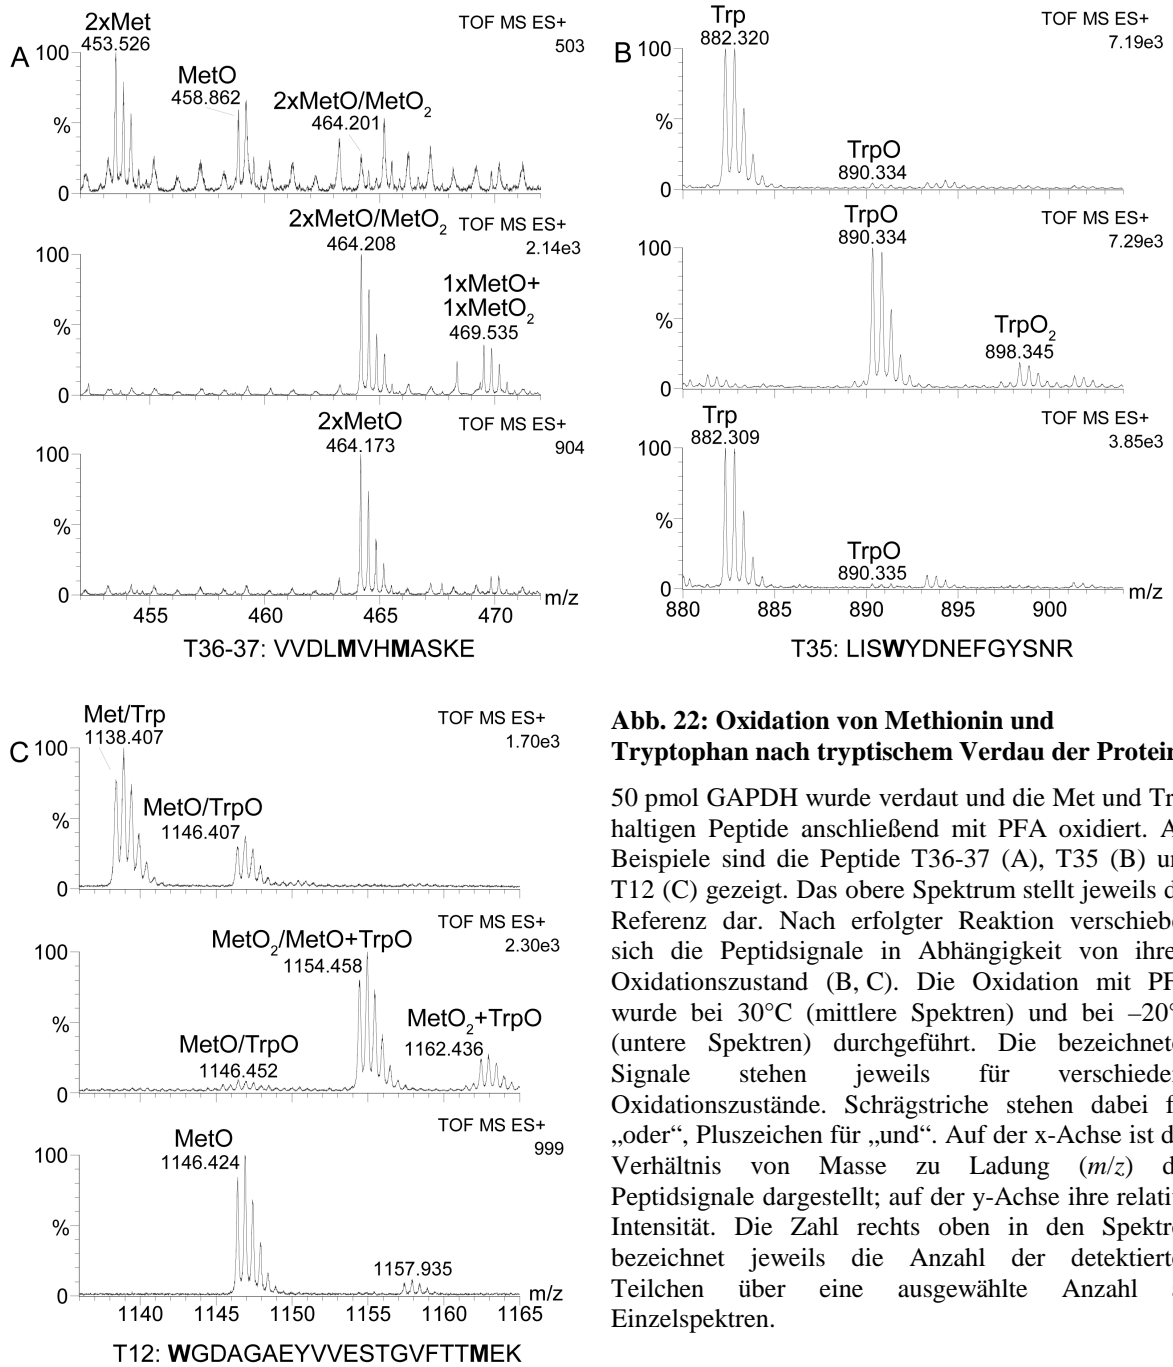 A
2xMet
453.526
TOF MS ES+
503
100
MetO
458.862
2xMetO/MetO2
464.201
%
0
2xMetO/MetO2
464.208
TOF MS ES+
2.14e3
100
1xMetO+
1xMetO2
469.535
%
0
2xMetO
464.173
TOF MS ES+
904
100
%
0
455 460 465 470 m/z
T36-37: VVDLMVHMASKE
B
Trp
882.320
TOF MS ES+
7.19e3
100
%
TrpO
890.334
0
TrpO
890.334
TOF MS ES+
7.29e3
100
%
TrpO2
898.345
0
Trp
882.309
TOF MS ES+
3.85e3
100
%
TrpO
890.335
0
880 885 890 895 900 m/z
T35: LISWYDNEFGYSNR
C
Met/Trp
1138.407
TOF MS ES+
1.70e3
100
MetO/TrpO
1146.407
%
0
MetO2/MetO+TrpO
1154.458
TOF MS ES+
2.30e3
100
%
MetO/TrpO
1146.452
MetO2+TrpO
1162.436
0
MetO
1146.424
TOF MS ES+
999
100
%
1157.935
0
1140 1145 1150 1155 1160 1165 m/z
T12: WGDAGAEYVVESTGVFTTMEK
Abb. 22: Oxidation von Methionin und
Tryptophan nach tryptischem Verdau der Protein
50 pmol GAPDH wurde verdaut und die Met und Tr
haltigen Peptide anschließend mit PFA oxidiert. A
Beispiele sind die Peptide T36-37 (A), T35 (B) un
T12 (C) gezeigt. Das obere Spektrum stellt jeweils d
Referenz dar. Nach erfolgter Reaktion verschiebe
sich die Peptidsignale in Abhängigkeit von ihre
Oxidationszustand (B, C). Die Oxidation mit PF
wurde bei 30°C (mittlere Spektren) und bei –20°
(untere Spektren) durchgeführt. Die bezeichnete
Signale stehen jeweils für verschieden
Oxidationszustände. Schrägstriche stehen dabei f
„oder“, Pluszeichen für „und“. Auf der x-Achse ist d
Verhältnis von Masse zu Ladung (m/z) d
Peptidsignale dargestellt; auf der y-Achse ihre relativ
Intensität. Die Zahl rechts oben in den Spektre
bezeichnet jeweils die Anzahl der detektierte
Teilchen über eine ausgewählte Anzahl
Einzelspektren.